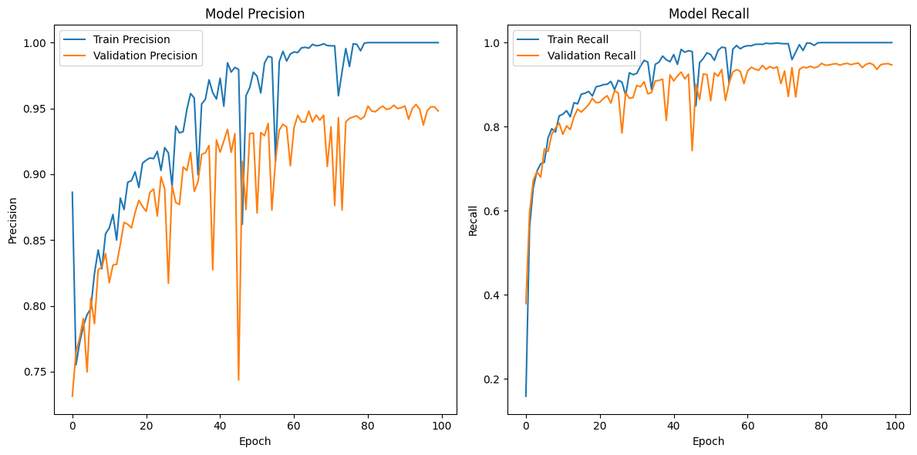 Model Precision
Train Precision
Validation Precision
1.00
0.95
0.90
0.85
0.80
0.75
Precision
0
20
40
60
80
100
Epoch
Model Recall
Train Recall
Validation Recall
1.0
0.8
0.6
0.4
0.2
Recall
0
20
40
60
80
100
Epoch